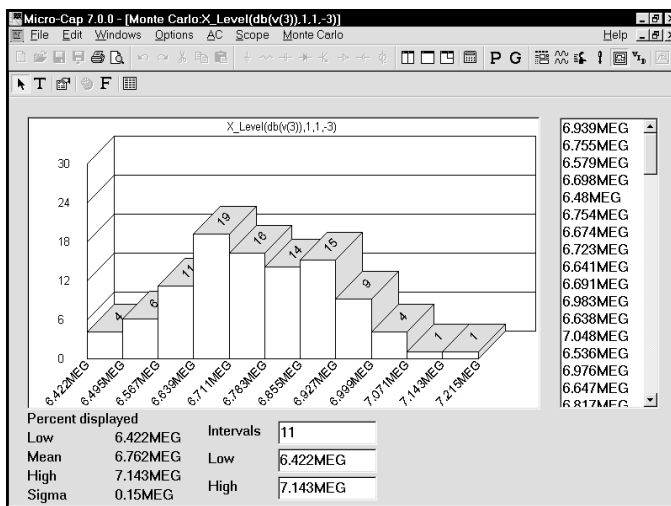 Micro-Cap 7.0.0 - [Monte Carlo:X_Level(db(v(3)),1,1,-3)]
File Edit Windows Options AC Scope Monte Carlo Help
T F P G
X_Level(db(v(3)),1,1,-3)
30
24
18
12
6
0
4 6 11 19 16 14 15 9 4 1 1
6.422MEG 6.495MEG 6.567MEG 6.639MEG 6.711MEG 6.783MEG 6.855MEG 6.927MEG 6.999MEG 7.071MEG 7.143MEG 7.215MEG
6.939MEG
6.755MEG
6.579MEG
6.698MEG
6.48MEG
6.754MEG
6.674MEG
6.723MEG
6.641MEG
6.691MEG
6.983MEG
6.638MEG
7.048MEG
6.536MEG
6.976MEG
6.647MEG
6.817MEG
Percent displayed
Low 6.422MEG
Mean 6.762MEG
High 7.143MEG
Sigma 0.15MEG
Intervals 11
Low 6.422MEG
High 7.143MEG